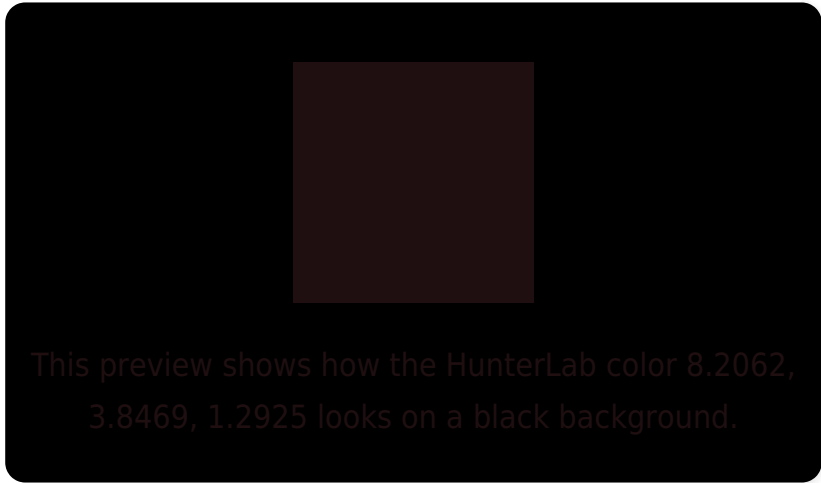 This preview shows how the HunterLab color 8.2062,
3.8469, 1.2925 looks on a black background.